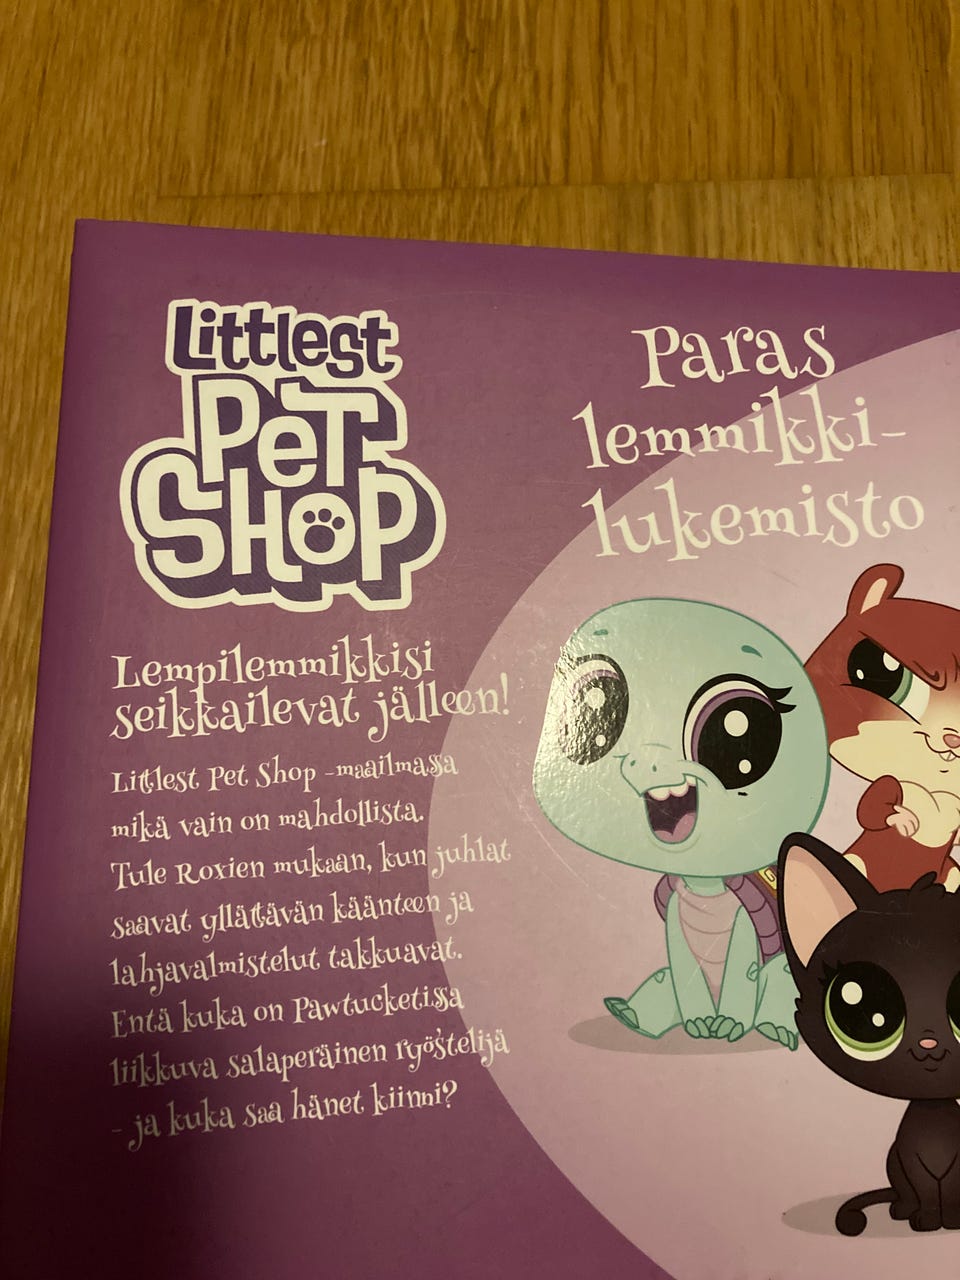 Littlest
PET
SHOP
Paras
lemmikki-
lukemisto
Lempilemmikkisi
seikkailevat jälleen!
Littlest Pet Shop -maailmassa
mikä vain on mahdollista.
Tule Roxien mukaan, kun juhlat
saavat yllättävän käänteen ja
lahjavalmistelut takkuavat.
Entä kuka on Pawtucketissa
liikkuva salaperäinen ryöstelijä
- ja kuka saa hänet kiinni?